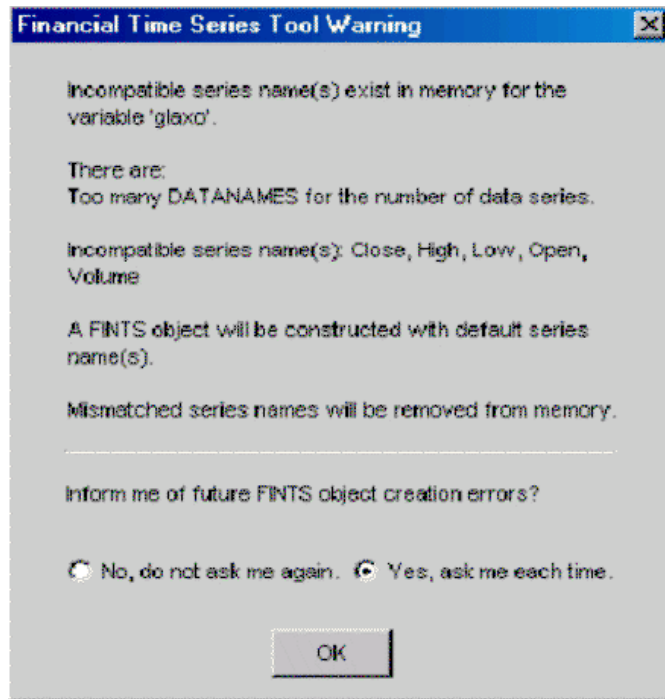 Financial Time Series Tool Warning
Incompatible series name(s) exist in memory for the
variable 'glaxo'.
There are:
Too many DATANAMES for the number of data series.
Incompatible series name(s): Close, High, Low, Open,
Volume
A FINTS object will be constructed with default series
name(s).
Mismatched series names will be removed from memory.
Inform me of future FINTS object creation errors?
No, do not ask me again. Yes, ask me each time.
OK